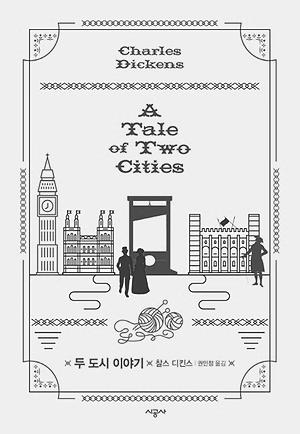 Charles
Dickens
A
Tale
of Two
Cities
두 도시 이야기
찰스 디킨스 | 권민정 옮김
시공사